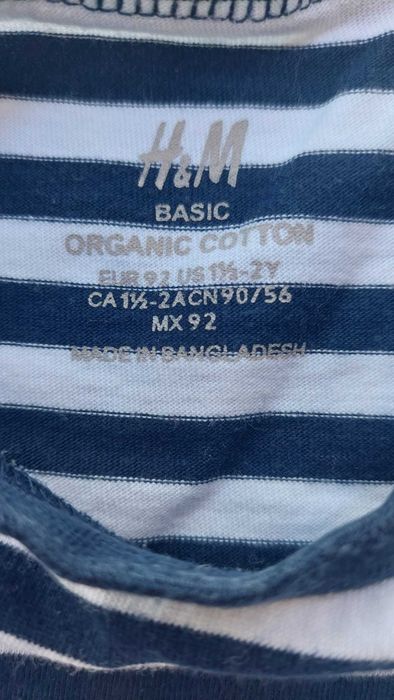 H&M
BASIC
ORGANIC COTTON
EUR 92 US 1½-2Y
CA 1½-2A CN 90/56
MX 92
MADE IN BANGLADESH